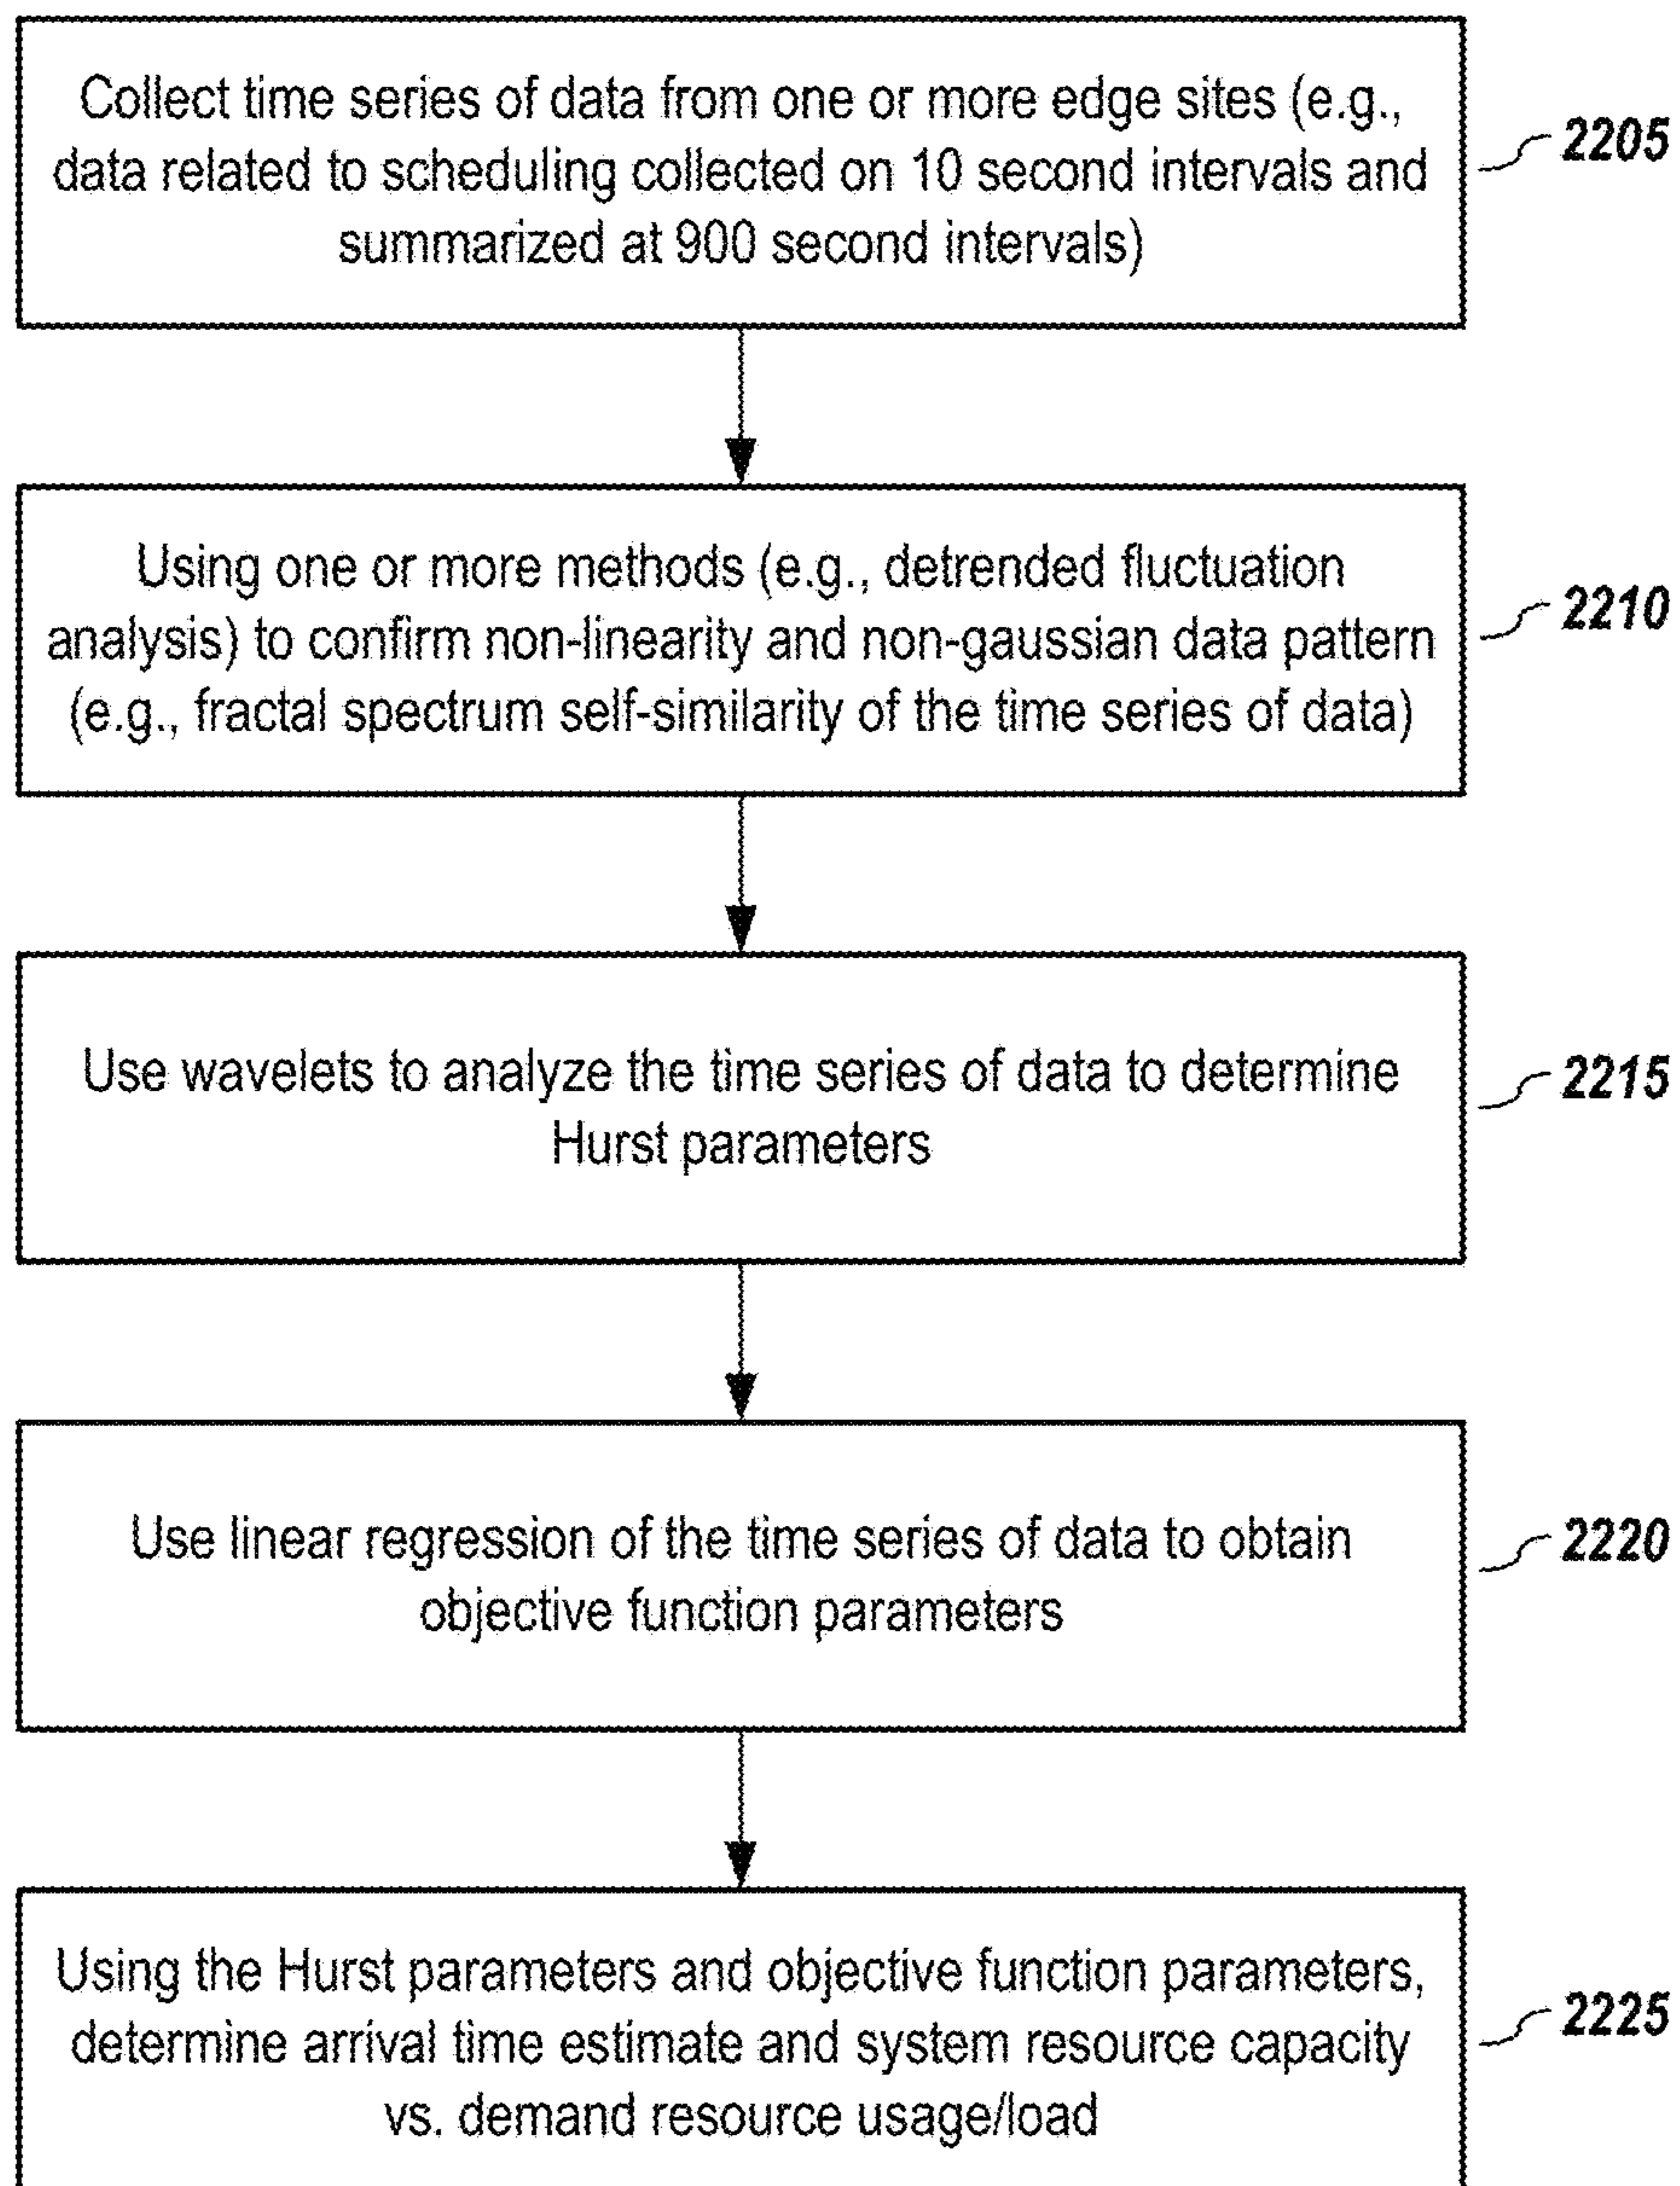 Collect time series of data from one or more edge sites (e.g.,
data related to scheduling collected on 10 second intervals and
summarized at 900 second intervals)
2205
Using one or more methods (e.g., detrended fluctuation
analysis) to confirm non-linearity and non-gaussian data pattern
(e.g., fractal spectrum self-similarity of the time series of data)
2210
Use wavelets to analyze the time series of data to determine
Hurst parameters
2215
Use linear regression of the time series of data to obtain
objective function parameters
2220
Using the Hurst parameters and objective function parameters,
determine arrival time estimate and system resource capacity
vs. demand resource usage/load
2225